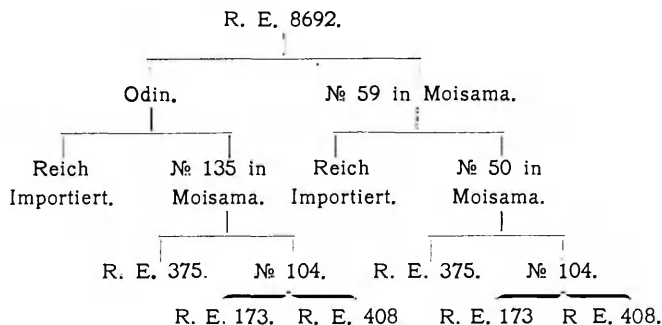 R. E. 8692.
Odin. № 59 in Moisama.
Reich № 135 in Reich № 50 in
Importiert. Moisama. Importiert. Moisama.
R. E. 375. № 104. R. E. 375. № 104.
R. E. 173. R. E. 408 R. E. 173 R E. 408.